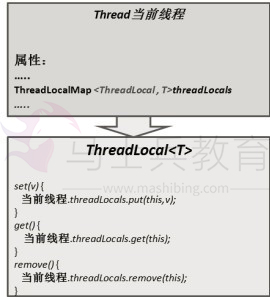 Thread当前线程
属性：
.....
ThreadLocalMap <ThreadLocal , T>threadLocals
.....
ThreadLocal<T>
马士兵教育
www.mashibing.com
set(v) {
当前线程.threadLocals.put(this,v);
}
get() {
当前线程.threadLocals.get(this);
}
remove() {
当前线程.threadLocals.remove(this);
}